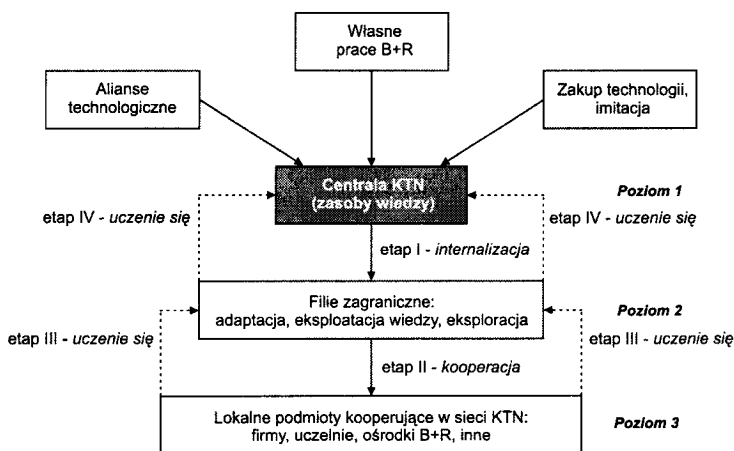 Własne
prace B+R
Alianse
technologiczne
Zakup technologii,
imitacja
Centrala KTN
(zasoby wiedzy)
Poziom 1
etap IV - uczenie się
etap IV - uczenie się
etap I - internalizacja
Filie zagraniczne:
adaptacja, eksploatacja wiedzy, eksploracja
Poziom 2
etap III - uczenie się
etap III - uczenie się
etap II - kooperacja
Lokalne podmioty kooperujące w sieci KTN:
firmy, uczelnie, ośrodki B+R, inne
Poziom 3